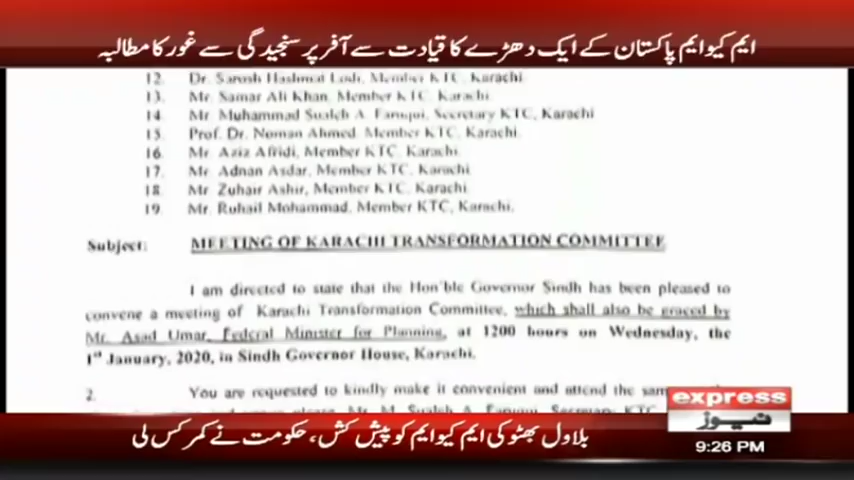 ایم کیو ایم پاکستان کے ایک دھڑے کا قیادت سے آفر پر سنجیدگی سے غور کا مطالبہ
12. Dr. Sarosh Hashmat Lodi, Member KTC, Karachi.
13. Mr. Samar Ali Khan, Member KTC, Karachi.
14. Mr. Muhammad Sualeh A. Faruqui, Secretary KTC, Karachi
15. Prof. Dr. Noman Ahmed, Member KTC, Karachi.
16. Mr. Aziz Afridi, Member KTC, Karachi.
17. Mr. Adnan Asdar, Member KTC, Karachi
18. Mr. Zuhair Ashir, Member KTC, Karachi
19. Mr. Ruhail Mohammad, Member KTC, Karachi.
Subject: MEETING OF KARACHI TRANSFORMATION COMMITTEE
I am directed to state that the Hon'ble Governor Sindh has been pleased to
convene a meeting of Karachi Transformation Committee, which shall also be graced by
Mr. Asad Umar, Federal Minister for Planning, at 1200 hours on Wednesday, the
1st January, 2020, in Sindh Governor House, Karachi.
2. You are requested to kindly make it convenient and attend the
express
نیوز
9:26 PM
بلاول بھٹو کی ایم کیو ایم کو پیش کش، حکومت نے کمر کس لی